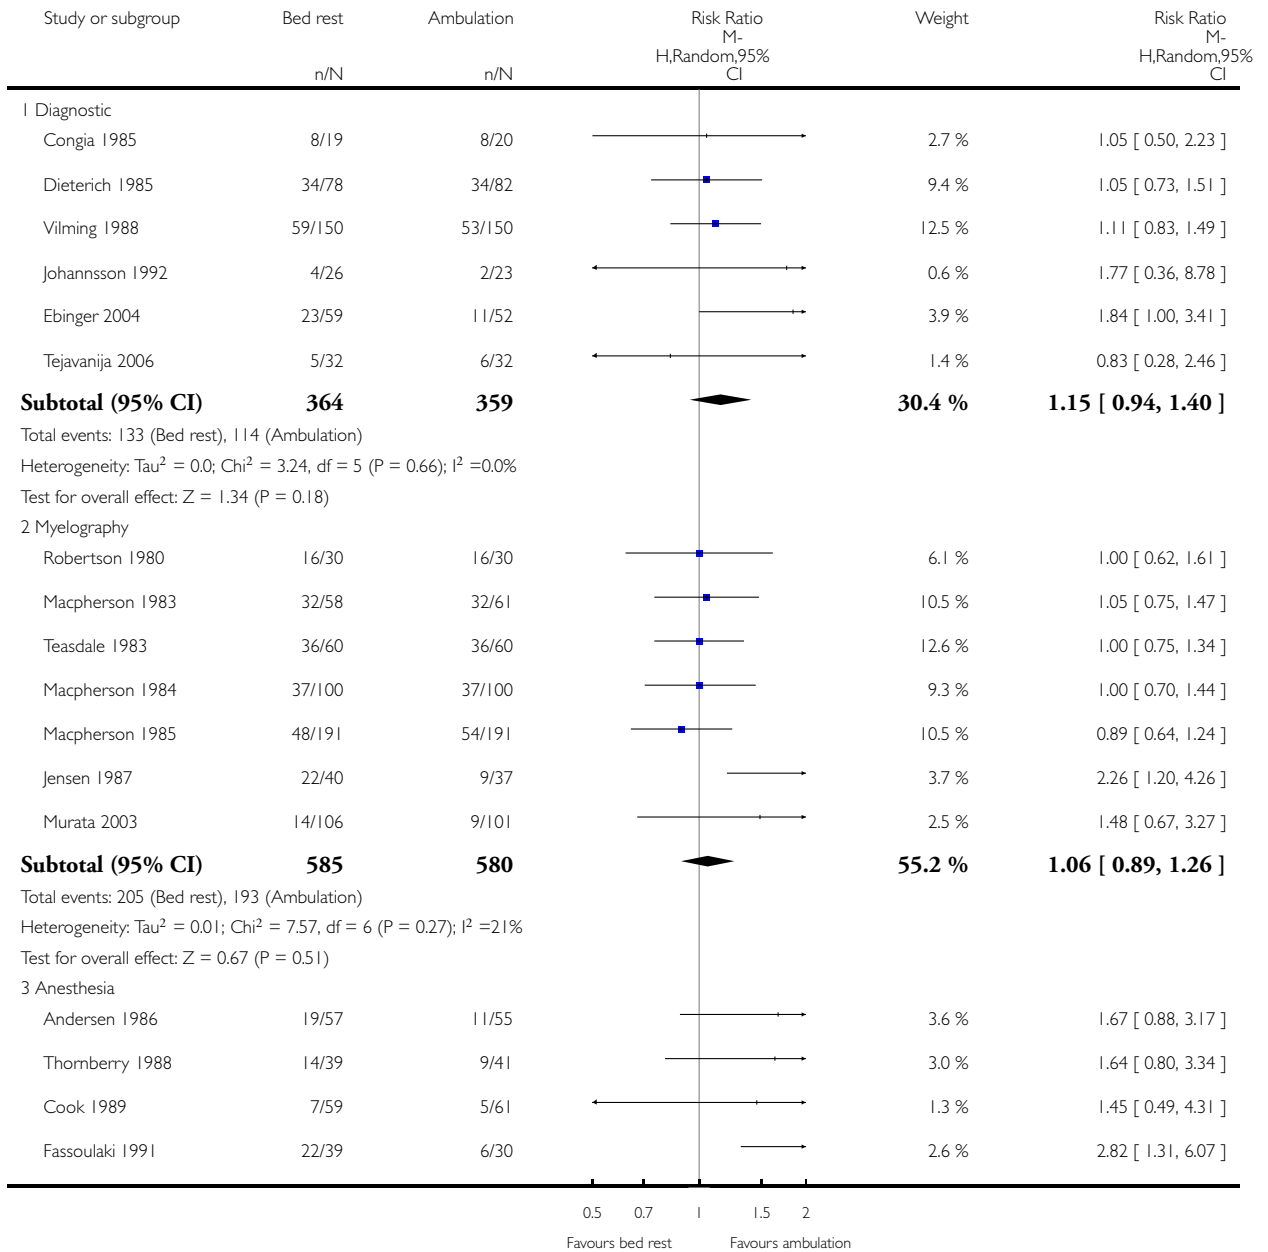 Study or subgroup Bed rest Ambulation Risk Ratio Weight Risk Ratio
M- M-
H,Random,95% H,Random,95%
n/N n/N CI CI
1 Diagnostic
Congia 1985 8/19 8/20 2.7 % 1.05 [ 0.50, 2.23 ]
Dieterich 1985 34/78 34/82 9.4 % 1.05 [ 0.73, 1.51 ]
Vilming 1988 59/150 53/150 12.5 % 1.11 [ 0.83, 1.49 ]
Johannsson 1992 4/26 2/23 0.6 % 1.77 [ 0.36, 8.78 ]
Ebinger 2004 23/59 11/52 3.9 % 1.84 [ 1.00, 3.41 ]
Tejavanija 2006 5/32 6/32 1.4 % 0.83 [ 0.28, 2.46 ]
Subtotal (95% CI) 364 359 30.4 % 1.15 [ 0.94, 1.40 ]
Total events: 133 (Bed rest), 114 (Ambulation)
Heterogeneity: Tau² = 0.0; Chi² = 3.24, df = 5 (P = 0.66); I² =0.0%
Test for overall effect: Z = 1.34 (P = 0.18)
2 Myelography
Robertson 1980 16/30 16/30 6.1 % 1.00 [ 0.62, 1.61 ]
Macpherson 1983 32/58 32/61 10.5 % 1.05 [ 0.75, 1.47 ]
Teasdale 1983 36/60 36/60 12.6 % 1.00 [ 0.75, 1.34 ]
Macpherson 1984 37/100 37/100 9.3 % 1.00 [ 0.70, 1.44 ]
Macpherson 1985 48/191 54/191 10.5 % 0.89 [ 0.64, 1.24 ]
Jensen 1987 22/40 9/37 3.7 % 2.26 [ 1.20, 4.26 ]
Murata 2003 14/106 9/101 2.5 % 1.48 [ 0.67, 3.27 ]
Subtotal (95% CI) 585 580 55.2 % 1.06 [ 0.89, 1.26 ]
Total events: 205 (Bed rest), 193 (Ambulation)
Heterogeneity: Tau² = 0.01; Chi² = 7.57, df = 6 (P = 0.27); I² =21%
Test for overall effect: Z = 0.67 (P = 0.51)
3 Anesthesia
Andersen 1986 19/57 11/55 3.6 % 1.67 [ 0.88, 3.17 ]
Thornberry 1988 14/39 9/41 3.0 % 1.64 [ 0.80, 3.34 ]
Cook 1989 7/59 5/61 1.3 % 1.45 [ 0.49, 4.31 ]
Fassoulaki 1991 22/39 6/30 2.6 % 2.82 [ 1.31, 6.07 ]
0.5 0.7 1 1.5 2
Favours bed rest Favours ambulation